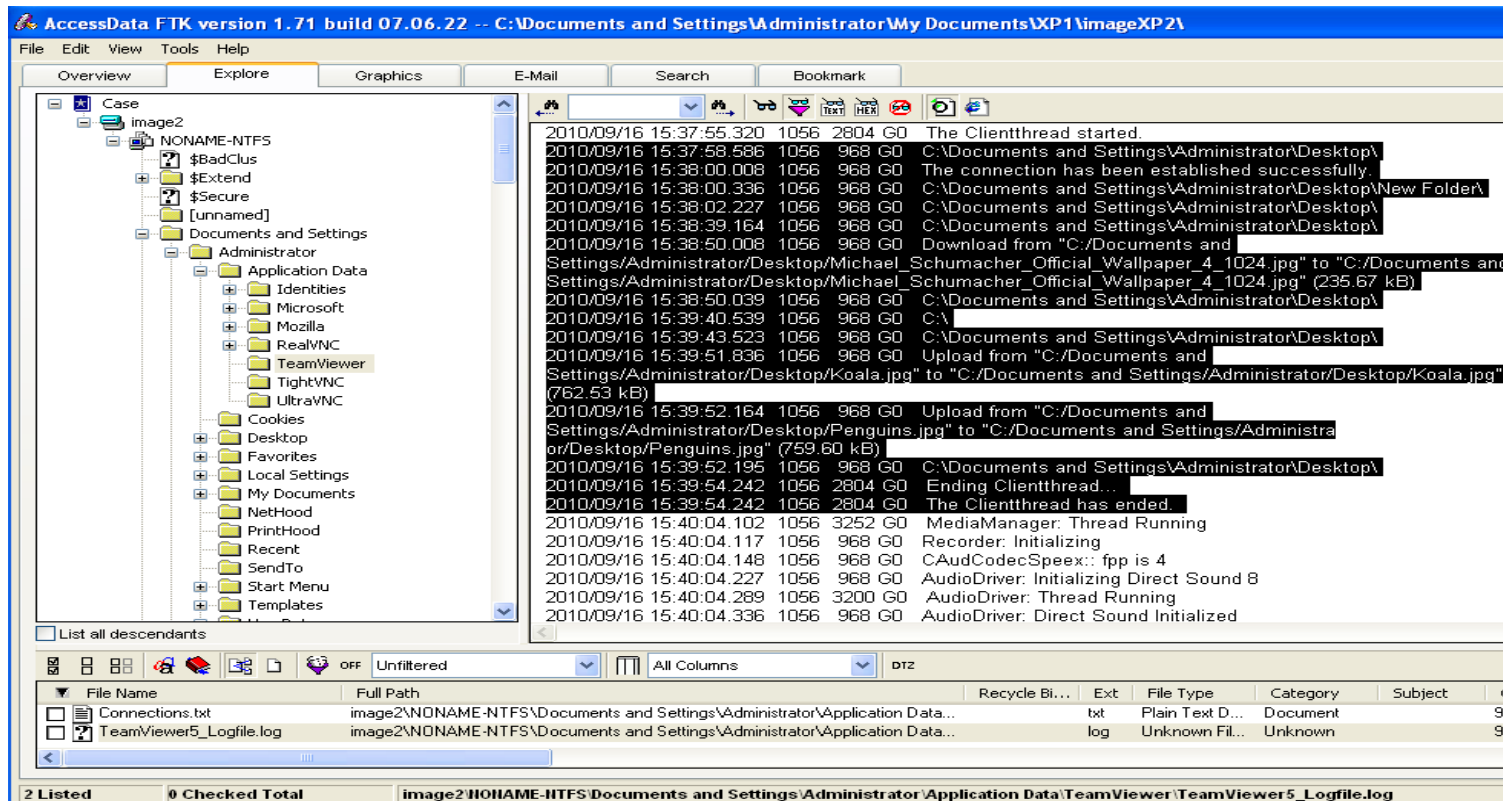 AccessData FTK version 1.71 build 07.06.22 -- C:\Documents and Settings\Administrator\My Documents\XP1\imageXP2\
File Edit View Tools Help
Overview Explore Graphics E-Mail Search Bookmark
Case
image2
NONAME-NTFS
$BadClus
$Extend
$Secure
[unnamed]
Documents and Settings
Administrator
Application Data
Identities
Microsoft
Mozilla
RealVNC
TeamViewer
TightVNC
UltraVNC
Cookies
Desktop
Favorites
Local Settings
My Documents
NetHood
PrintHood
Recent
SendTo
Start Menu
Templates
List all descendants
TEXT HEX
2010/09/16 15:37:55.320 1056 2804 G0 The Clientthread started.
2010/09/16 15:37:58.586 1056 968 G0 C:\Documents and Settings\Administrator\Desktop\
2010/09/16 15:38:00.008 1056 968 G0 The connection has been established successfully.
2010/09/16 15:38:00.336 1056 968 G0 C:\Documents and Settings\Administrator\Desktop\New Folder\
2010/09/16 15:38:02.227 1056 968 G0 C:\Documents and Settings\Administrator\Desktop\
2010/09/16 15:38:39.164 1056 968 G0 C:\Documents and Settings\Administrator\Desktop\
2010/09/16 15:38:50.008 1056 968 G0 Download from "C:/Documents and
Settings/Administrator/Desktop/Michael_Schumacher_Official_Wallpaper_4_1024.jpg" to "C:/Documents and
Settings/Administrator/Desktop/Michael_Schumacher_Official_Wallpaper_4_1024.jpg" (235.67 kB)
2010/09/16 15:38:50.039 1056 968 G0 C:\Documents and Settings\Administrator\Desktop\
2010/09/16 15:39:40.539 1056 968 G0 C:\
2010/09/16 15:39:43.523 1056 968 G0 C:\Documents and Settings\Administrator\Desktop\
2010/09/16 15:39:51.836 1056 968 G0 Upload from "C:/Documents and
Settings/Administrator/Desktop/Koala.jpg" to "C:/Documents and Settings/Administrator/Desktop/Koala.jpg"
(762.53 kB)
2010/09/16 15:39:52.164 1056 968 G0 Upload from "C:/Documents and
Settings/Administrator/Desktop/Penguins.jpg" to "C:/Documents and Settings/Administra
or/Desktop/Penguins.jpg" (759.60 kB)
2010/09/16 15:39:52.195 1056 968 G0 C:\Documents and Settings\Administrator\Desktop\
2010/09/16 15:39:54.242 1056 2804 G0 Ending Clientthread...
2010/09/16 15:39:54.242 1056 2804 G0 The Clientthread has ended.
2010/09/16 15:40:04.102 1056 3252 G0 MediaManager: Thread Running
2010/09/16 15:40:04.117 1056 968 G0 Recorder: Initializing
2010/09/16 15:40:04.148 1056 968 G0 CAudCodecSpeex:: fpp is 4
2010/09/16 15:40:04.227 1056 968 G0 AudioDriver: Initializing Direct Sound 8
2010/09/16 15:40:04.289 1056 3200 G0 AudioDriver: Thread Running
2010/09/16 15:40:04.336 1056 968 G0 AudioDriver: Direct Sound Initialized
OFF Unfiltered All Columns DTZ
File Name Full Path Recycle Bi... Ext File Type Category Subject
Connections.txt image2\NONAME-NTFS\Documents and Settings\Administrator\Application Data... txt Plain Text D... Document 9
TeamViewer5_Logfile.log image2\NONAME-NTFS\Documents and Settings\Administrator\Application Data... log Unknown Fil... Unknown 9
2 Listed 0 Checked Total image2\NONAME-NTFS\Documents and Settings\Administrator\Application Data\TeamViewer\TeamViewer5_Logfile.log